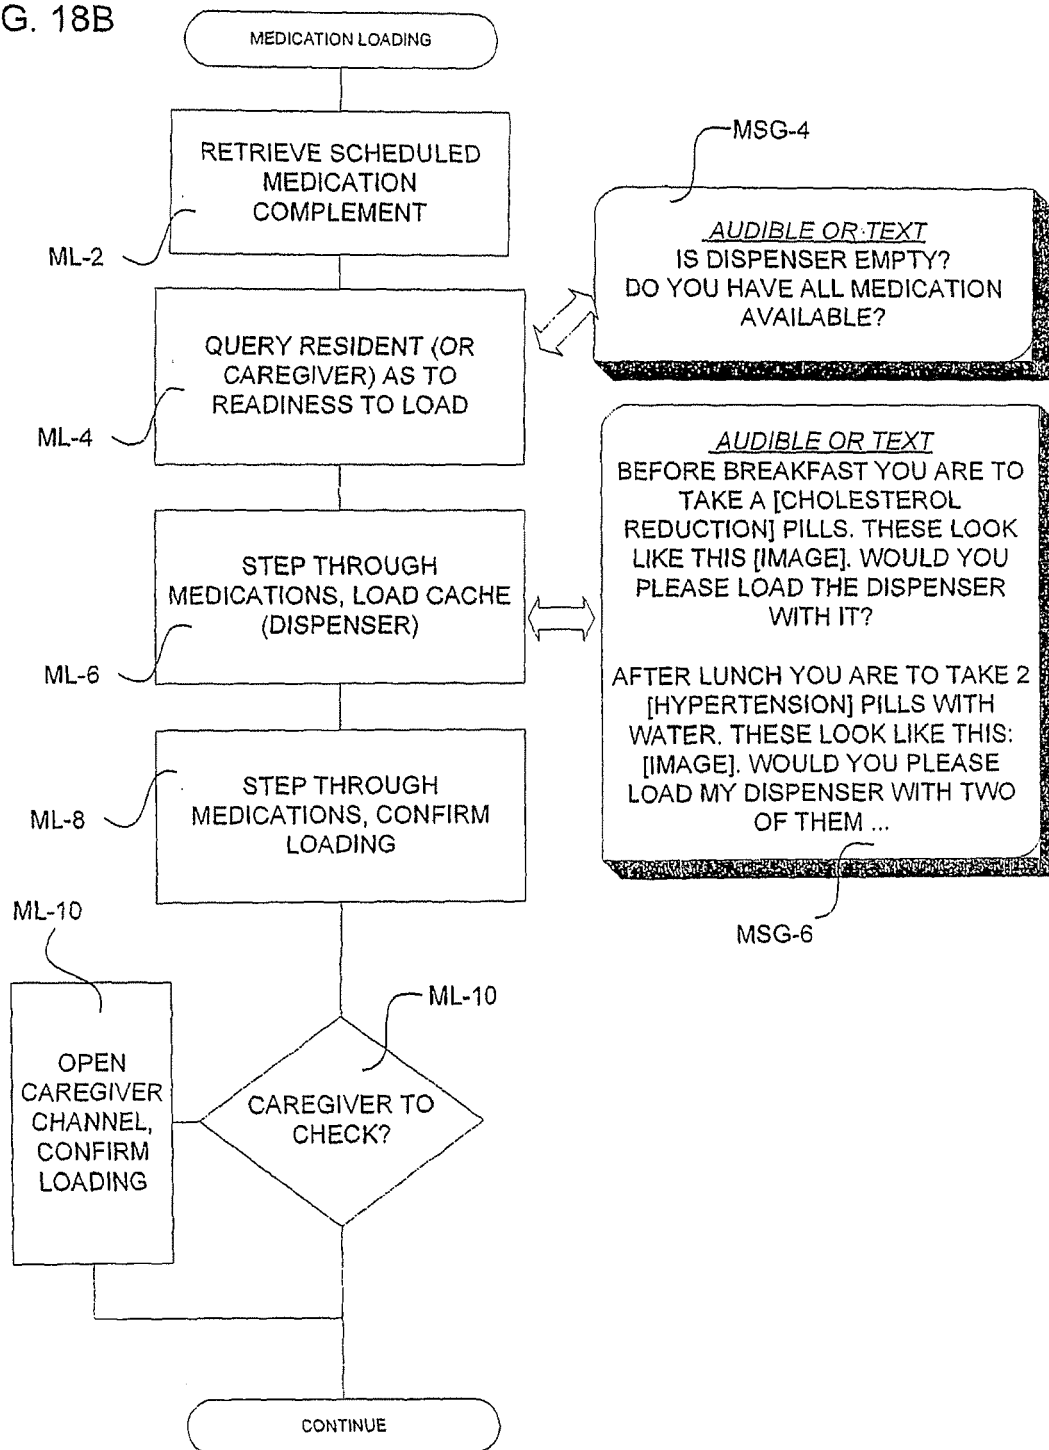 G. 18B
MEDICATION LOADING
RETRIEVE SCHEDULED
MEDICATION
COMPLEMENT
ML-2
MSG-4
AUDIBLE OR TEXT
IS DISPENSER EMPTY?
DO YOU HAVE ALL MEDICATION
AVAILABLE?
QUERY RESIDENT (OR
CAREGIVER) AS TO
READINESS TO LOAD
ML-4
AUDIBLE OR TEXT
BEFORE BREAKFAST YOU ARE TO
TAKE A [CHOLESTEROL
REDUCTION] PILLS. THESE LOOK
LIKE THIS [IMAGE]. WOULD YOU
PLEASE LOAD THE DISPENSER
WITH IT?
AFTER LUNCH YOU ARE TO TAKE 2
[HYPERTENSION] PILLS WITH
WATER. THESE LOOK LIKE THIS:
[IMAGE]. WOULD YOU PLEASE
LOAD MY DISPENSER WITH TWO
OF THEM ...
MSG-6
STEP THROUGH
MEDICATIONS, LOAD CACHE
(DISPENSER)
ML-6
STEP THROUGH
MEDICATIONS, CONFIRM
LOADING
ML-8
ML-10
OPEN
CAREGIVER
CHANNEL,
CONFIRM
LOADING
ML-10
CAREGIVER TO
CHECK?
CONTINUE